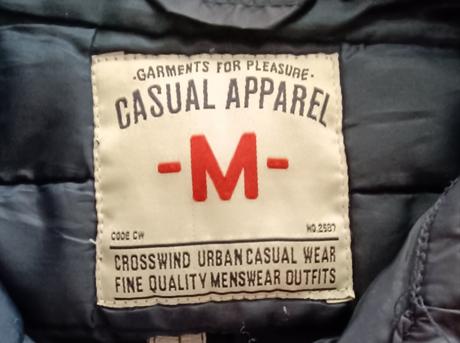 ·GARMENTS FOR PLEASURE·
CASUAL APPAREL
-M-
CODE CW NO.2587
CROSSWIND URBAN CASUAL WEAR
FINE QUALITY MENSWEAR OUTFITS